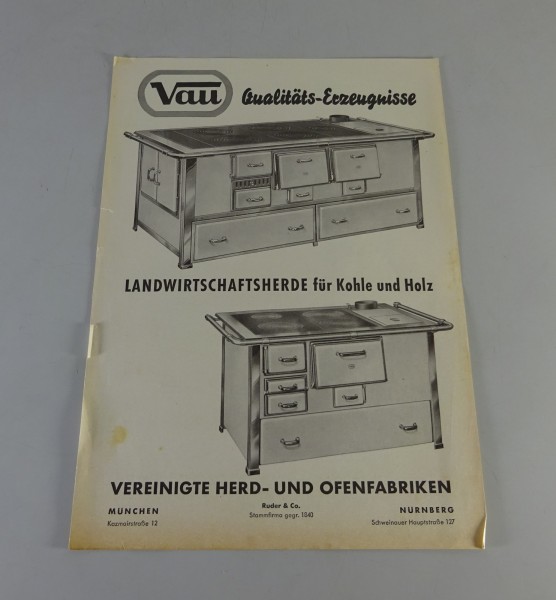 Vau Qualitäts-Erzeugnisse
LANDWIRTSCHAFTSHERDE für Kohle und Holz
VEREINIGTE HERD- UND OFENFABRIKEN
MÜNCHEN
Kazmairstraße 12
Ruder & Co.
Stammfirma gegr. 1840
NÜRNBERG
Schweinauer Hauptstraße 127